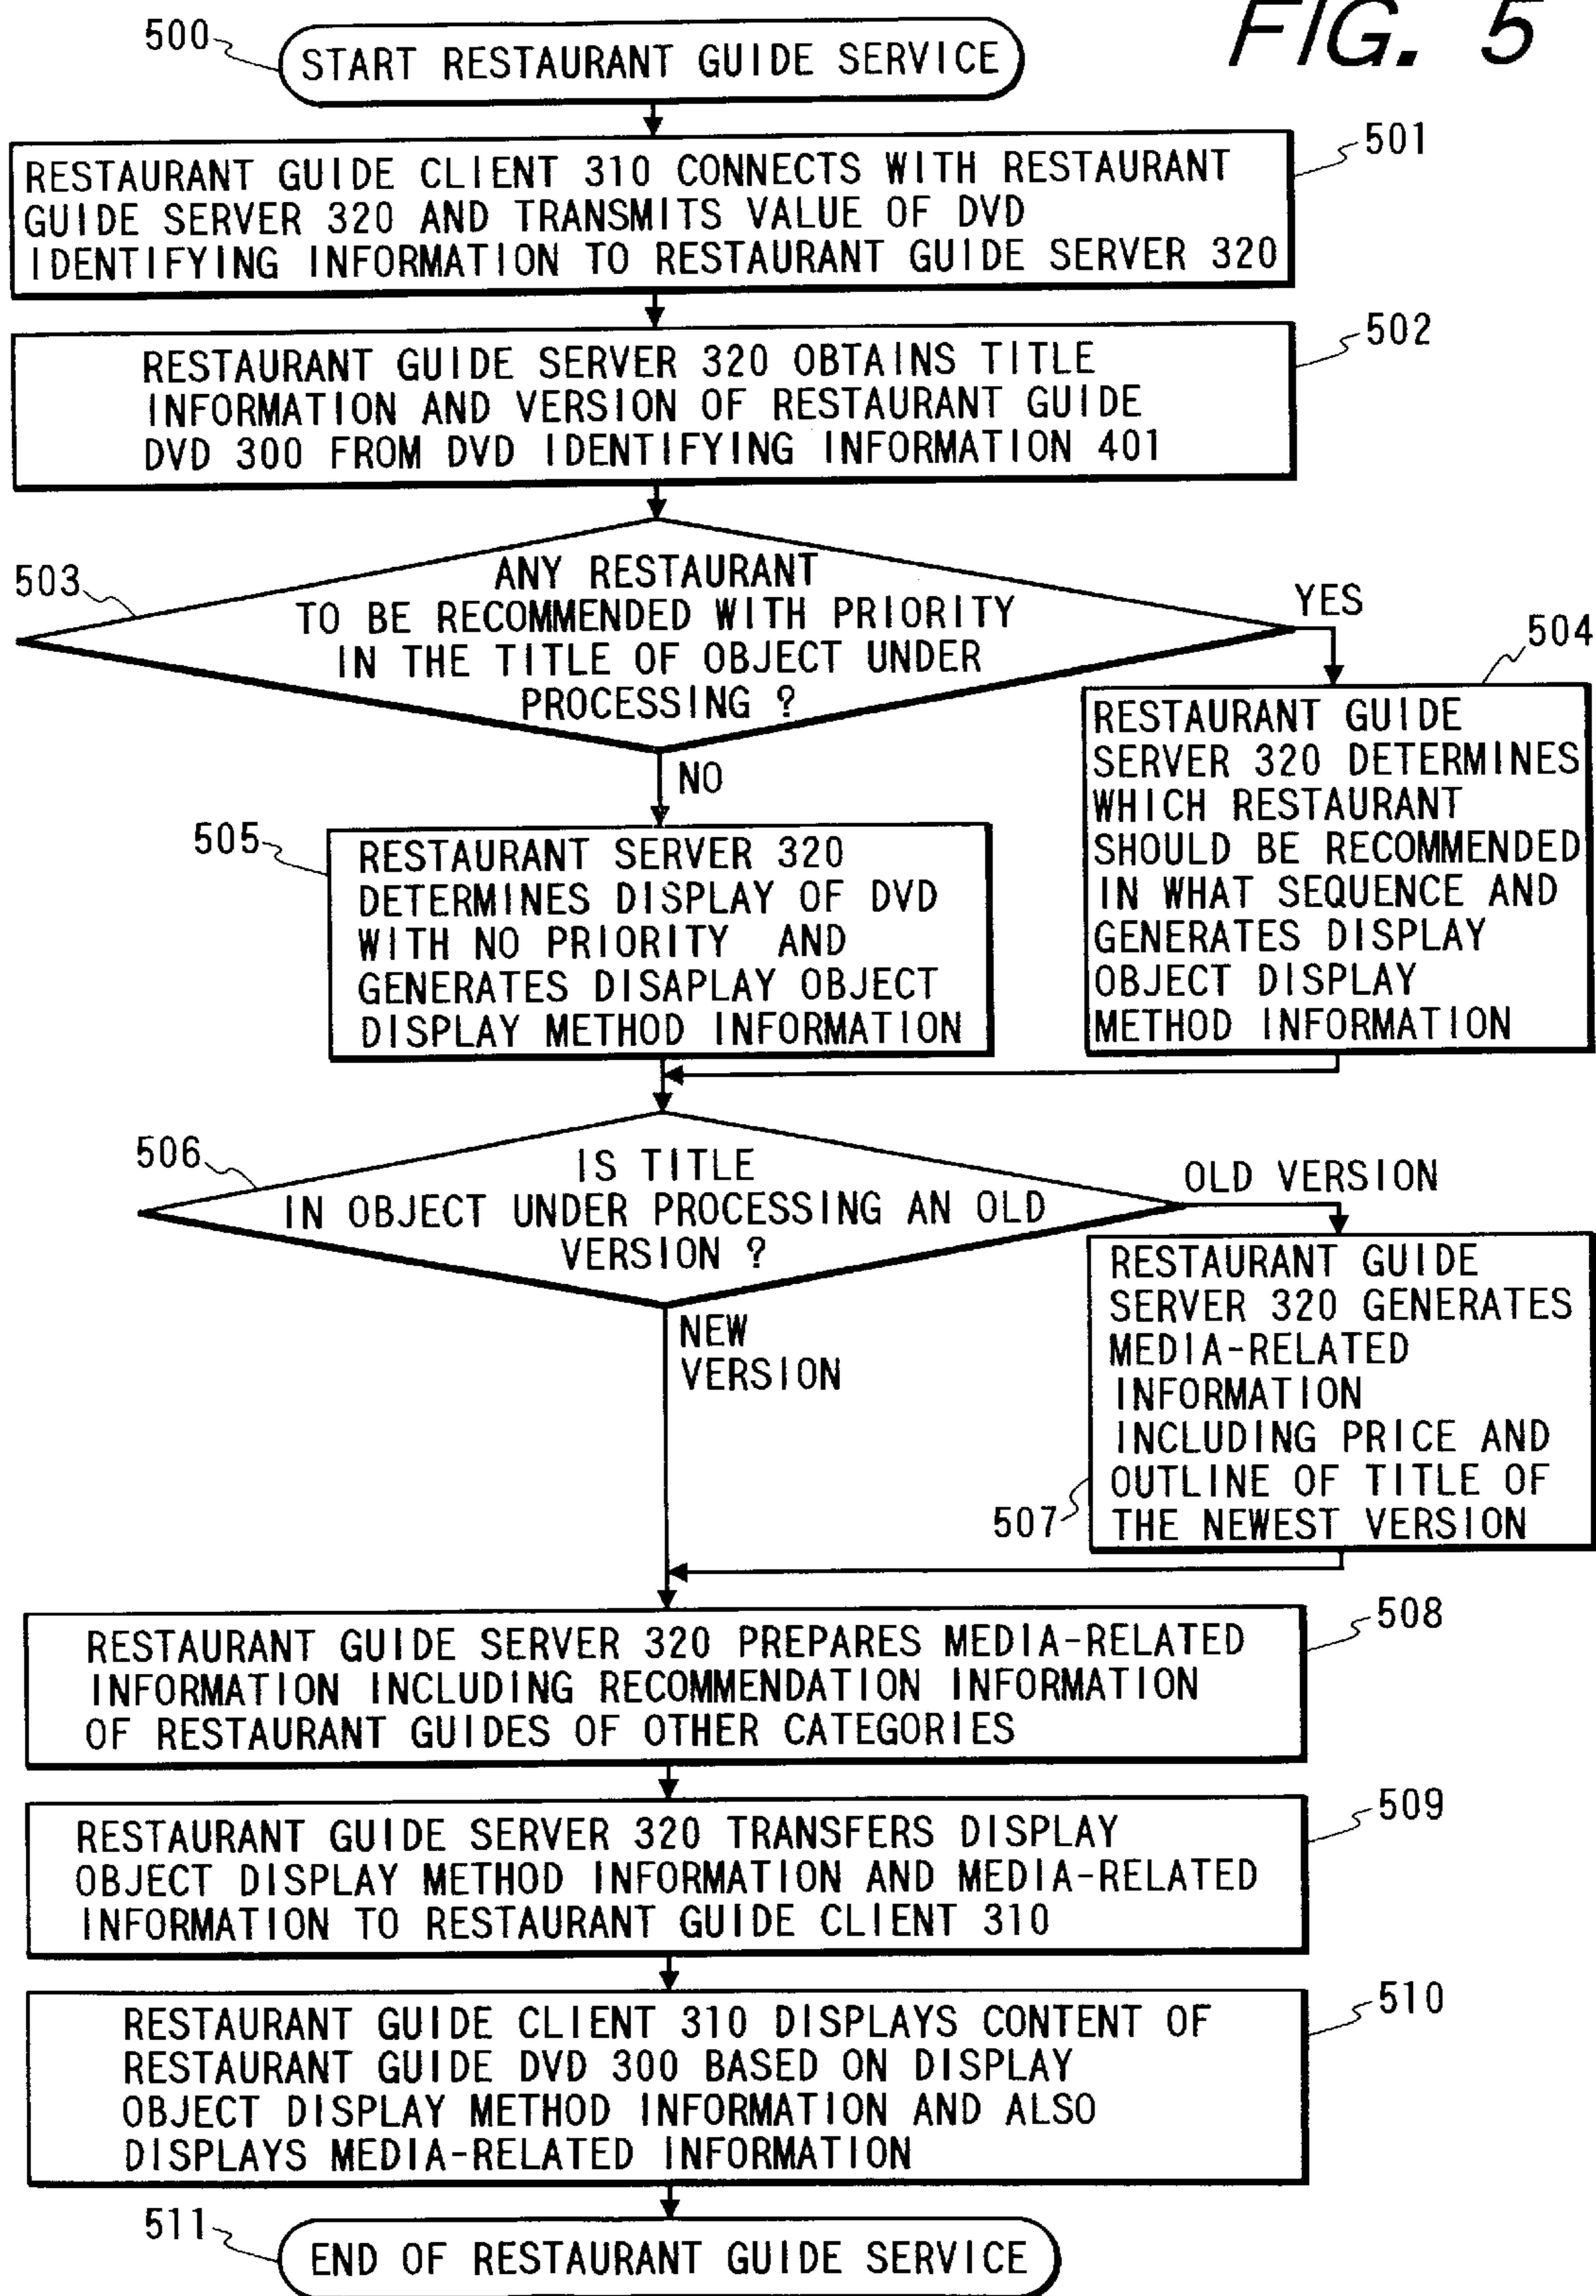 FIG. 5
500
START RESTAURANT GUIDE SERVICE
501
RESTAURANT GUIDE CLIENT 310 CONNECTS WITH RESTAURANT
GUIDE SERVER 320 AND TRANSMITS VALUE OF DVD
IDENTIFYING INFORMATION TO RESTAURANT GUIDE SERVER 320
502
RESTAURANT GUIDE SERVER 320 OBTAINS TITLE
INFORMATION AND VERSION OF RESTAURANT GUIDE
DVD 300 FROM DVD IDENTIFYING INFORMATION 401
503
ANY RESTAURANT
TO BE RECOMMENDED WITH PRIORITY
IN THE TITLE OF OBJECT UNDER
PROCESSING ?
YES
504
RESTAURANT GUIDE
SERVER 320 DETERMINES
WHICH RESTAURANT
SHOULD BE RECOMMENDED
IN WHAT SEQUENCE AND
GENERATES DISPLAY
OBJECT DISPLAY
METHOD INFORMATION
NO
505
RESTAURANT SERVER 320
DETERMINES DISPLAY OF DVD
WITH NO PRIORITY AND
GENERATES DISAPLAY OBJECT
DISPLAY METHOD INFORMATION
506
IS TITLE
IN OBJECT UNDER PROCESSING AN OLD
VERSION ?
OLD VERSION
RESTAURANT GUIDE
SERVER 320 GENERATES
MEDIA-RELATED
INFORMATION
INCLUDING PRICE AND
OUTLINE OF TITLE OF
THE NEWEST VERSION
507
NEW
VERSION
508
RESTAURANT GUIDE SERVER 320 PREPARES MEDIA-RELATED
INFORMATION INCLUDING RECOMMENDATION INFORMATION
OF RESTAURANT GUIDES OF OTHER CATEGORIES
509
RESTAURANT GUIDE SERVER 320 TRANSFERS DISPLAY
OBJECT DISPLAY METHOD INFORMATION AND MEDIA-RELATED
INFORMATION TO RESTAURANT GUIDE CLIENT 310
510
RESTAURANT GUIDE CLIENT 310 DISPLAYS CONTENT OF
RESTAURANT GUIDE DVD 300 BASED ON DISPLAY
OBJECT DISPLAY METHOD INFORMATION AND ALSO
DISPLAYS MEDIA-RELATED INFORMATION
511
END OF RESTAURANT GUIDE SERVICE